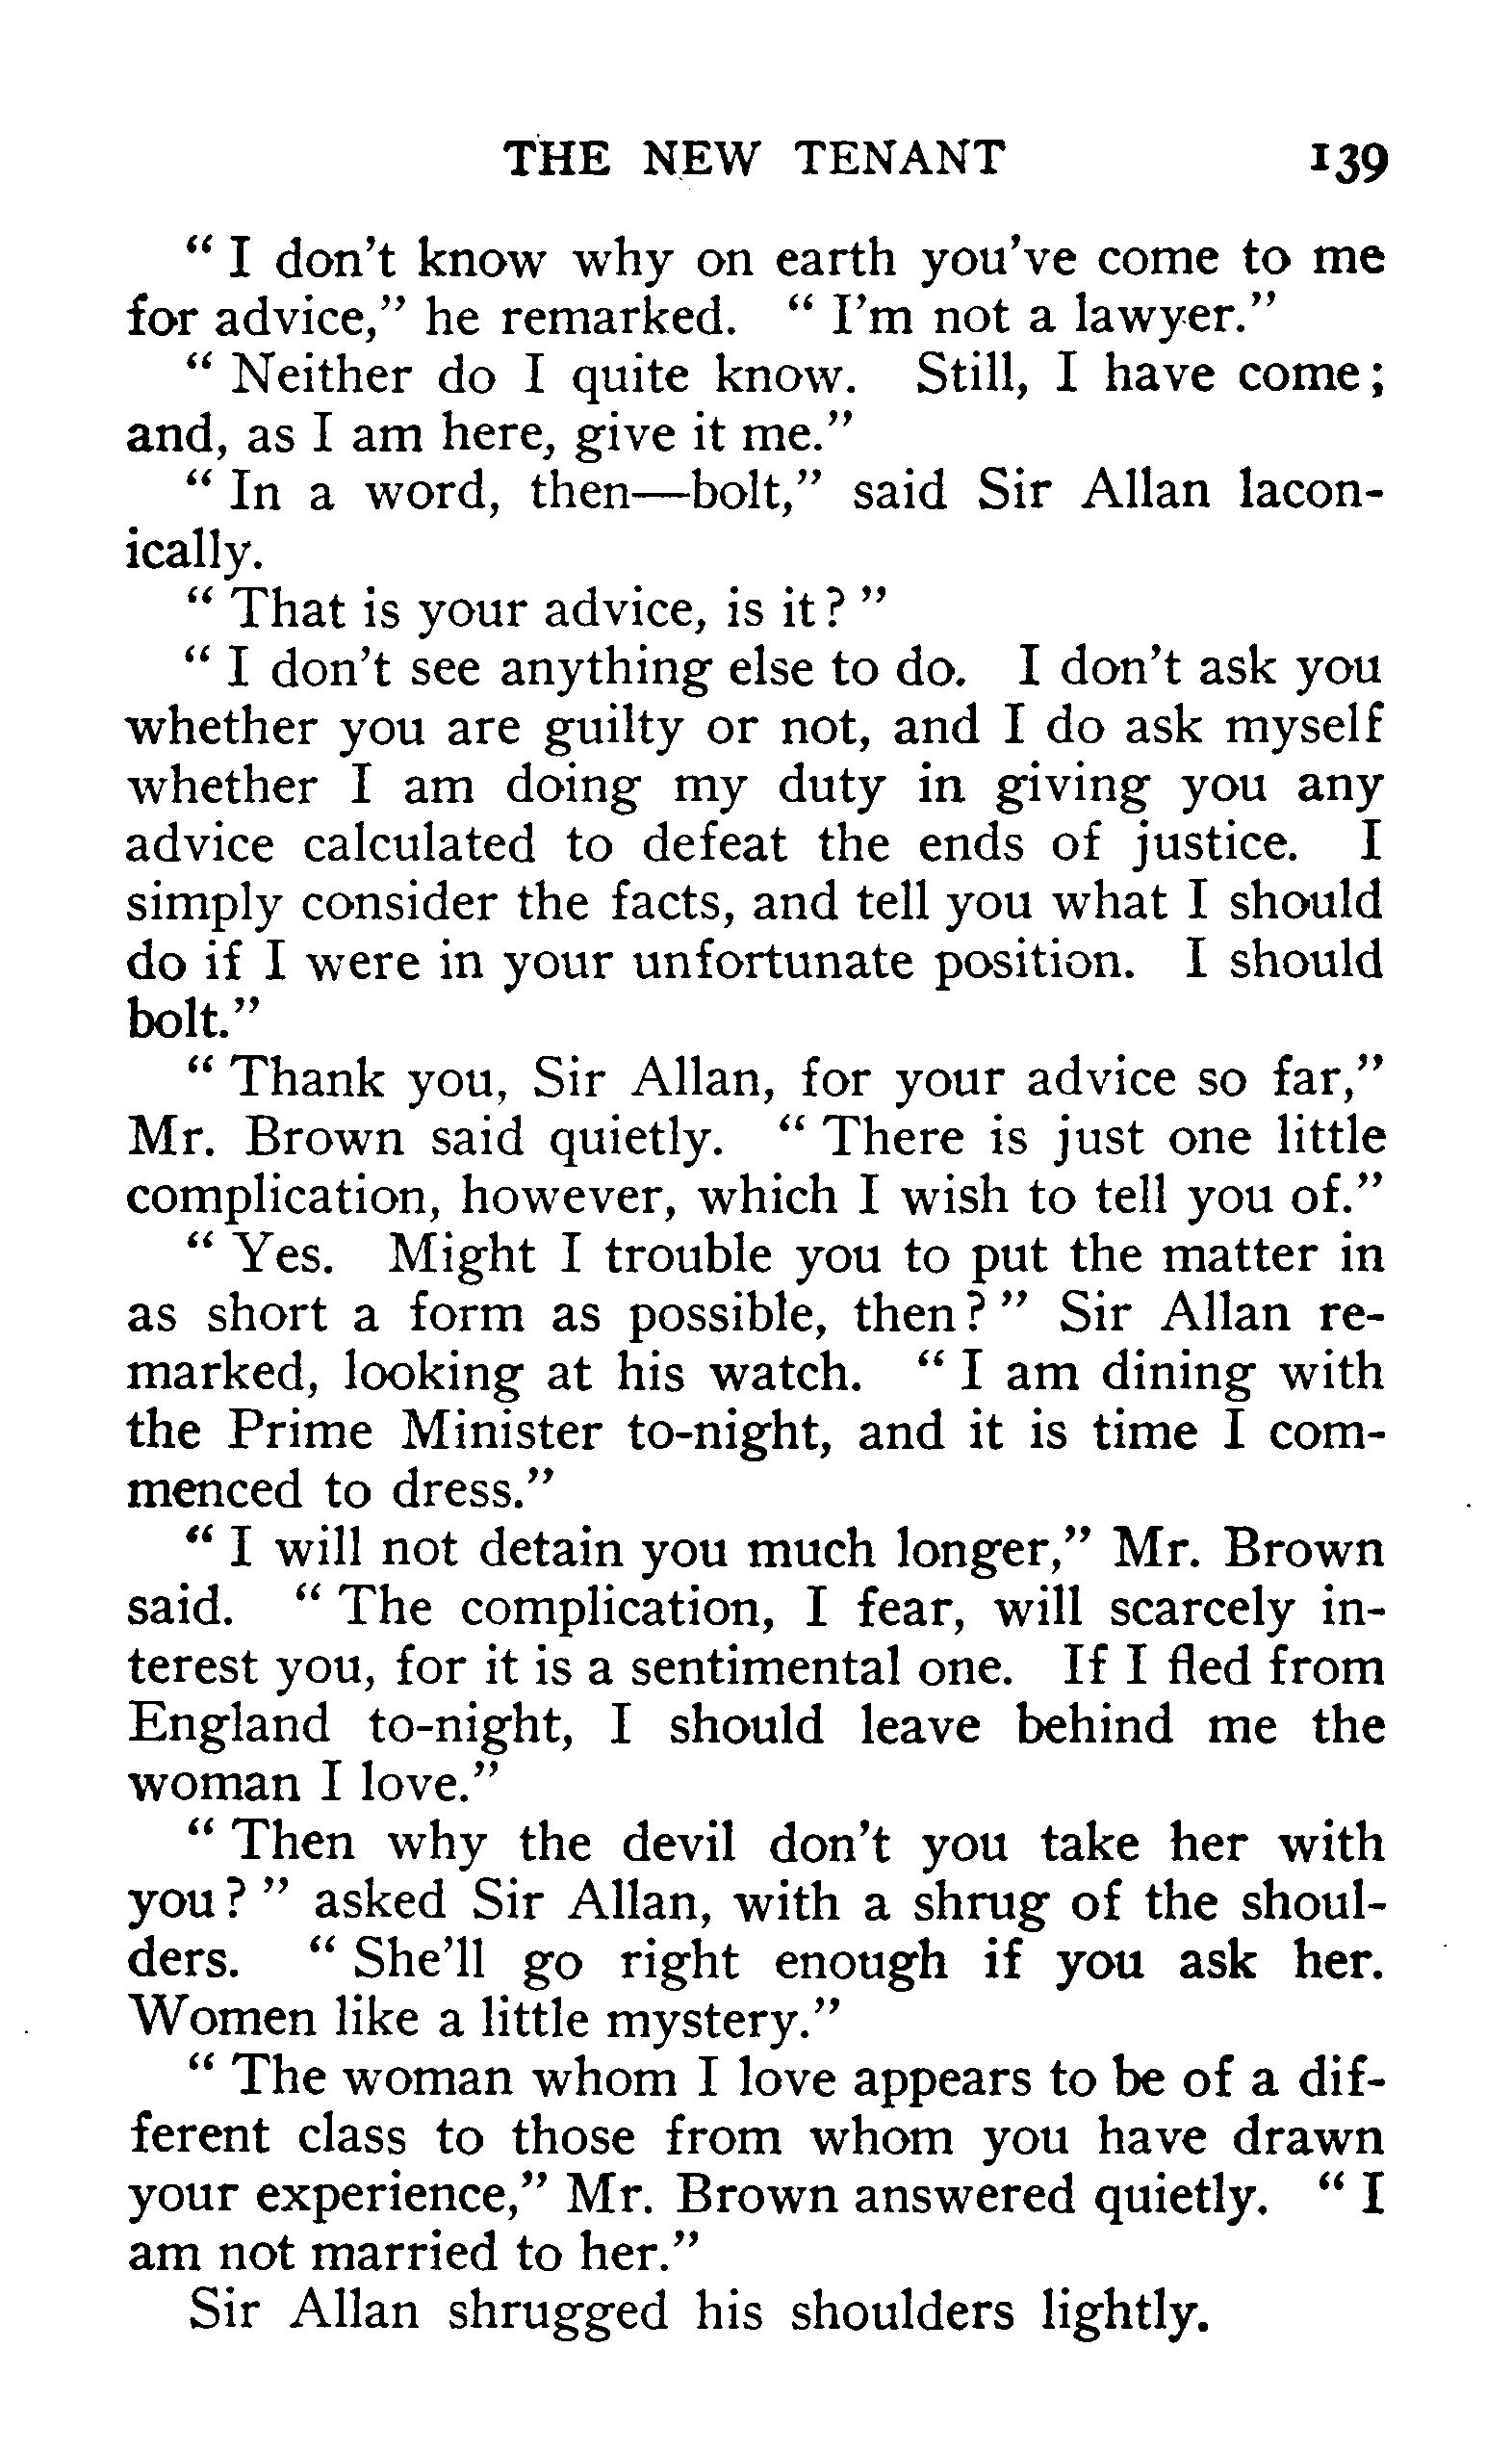 THE NEW TENANT 139
“ I don't know why on earth you've come to me
for advice,” he remarked. “ I'm not a lawyer.”
“ Neither do I quite know. Still, I have come;
and, as I am here, give it me.”
“ In a word, then—bolt,” said Sir Allan lacon-
ically.
“ That is your advice, is it? ”
“ I don't see anything else to do. I don't ask you
whether you are guilty or not, and I do ask myself
whether I am doing my duty in giving you any
advice calculated to defeat the ends of justice. I
simply consider the facts, and tell you what I should
do if I were in your unfortunate position. I should
bolt.”
“ Thank you, Sir Allan, for your advice so far,”
Mr. Brown said quietly. “ There is just one little
complication, however, which I wish to tell you of.”
“ Yes. Might I trouble you to put the matter in
as short a form as possible, then? ” Sir Allan re-
marked, looking at his watch. “ I am dining with
the Prime Minister to-night, and it is time I com-
menced to dress.”
“ I will not detain you much longer,” Mr. Brown
said. “ The complication, I fear, will scarcely in-
terest you, for it is a sentimental one. If I fled from
England to-night, I should leave behind me the
woman I love.”
“ Then why the devil don't you take her with
you? ” asked Sir Allan, with a shrug of the shoul-
ders. “ She'll go right enough if you ask her.
Women like a little mystery.”
“ The woman whom I love appears to be of a dif-
ferent class to those from whom you have drawn
your experience,” Mr. Brown answered quietly. “ I
am not married to her.”
Sir Allan shrugged his shoulders lightly.